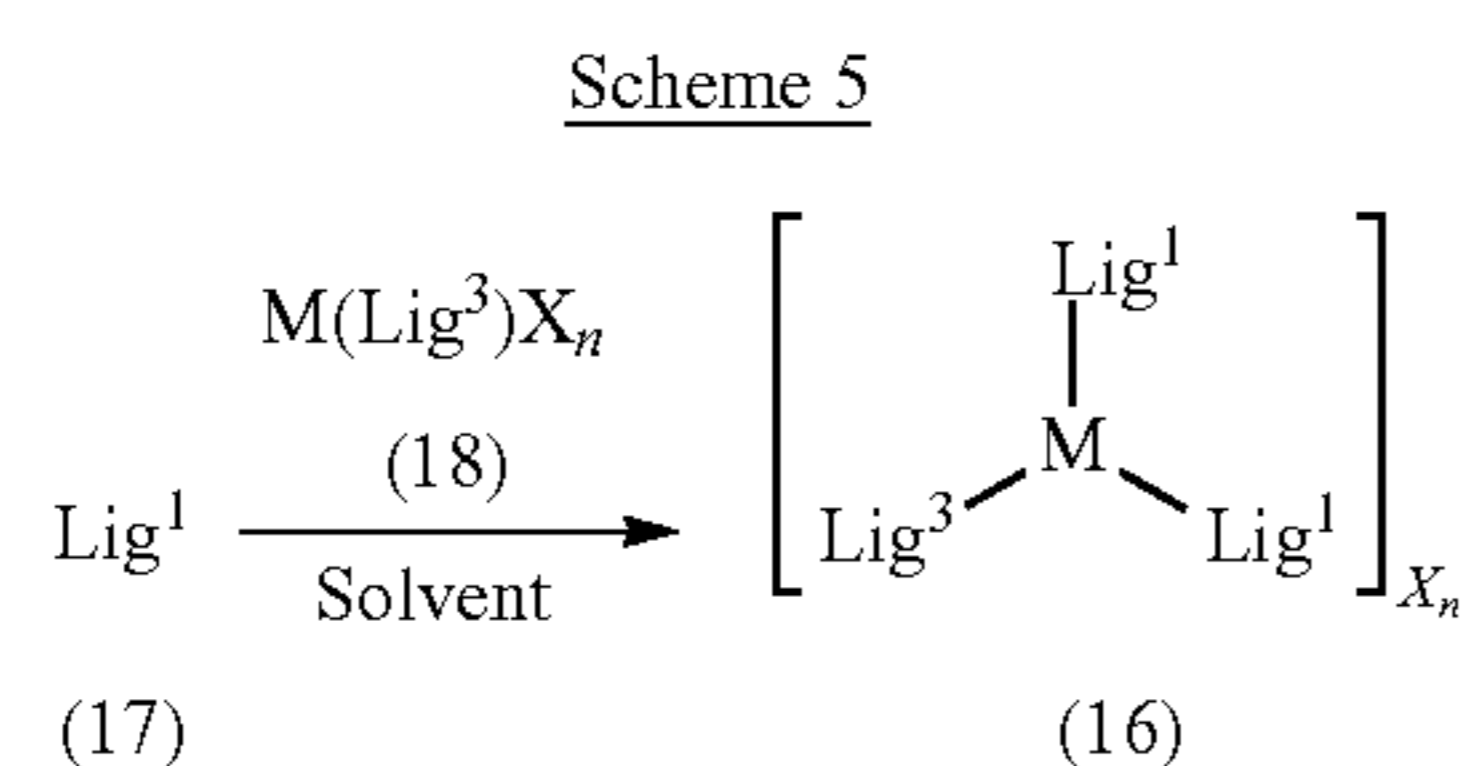 Scheme 5
Lig¹
M(Lig³)Xₙ
(18)
M
Lig¹
Solvent
Lig³
Lig¹
Xₙ
(17)
(16)